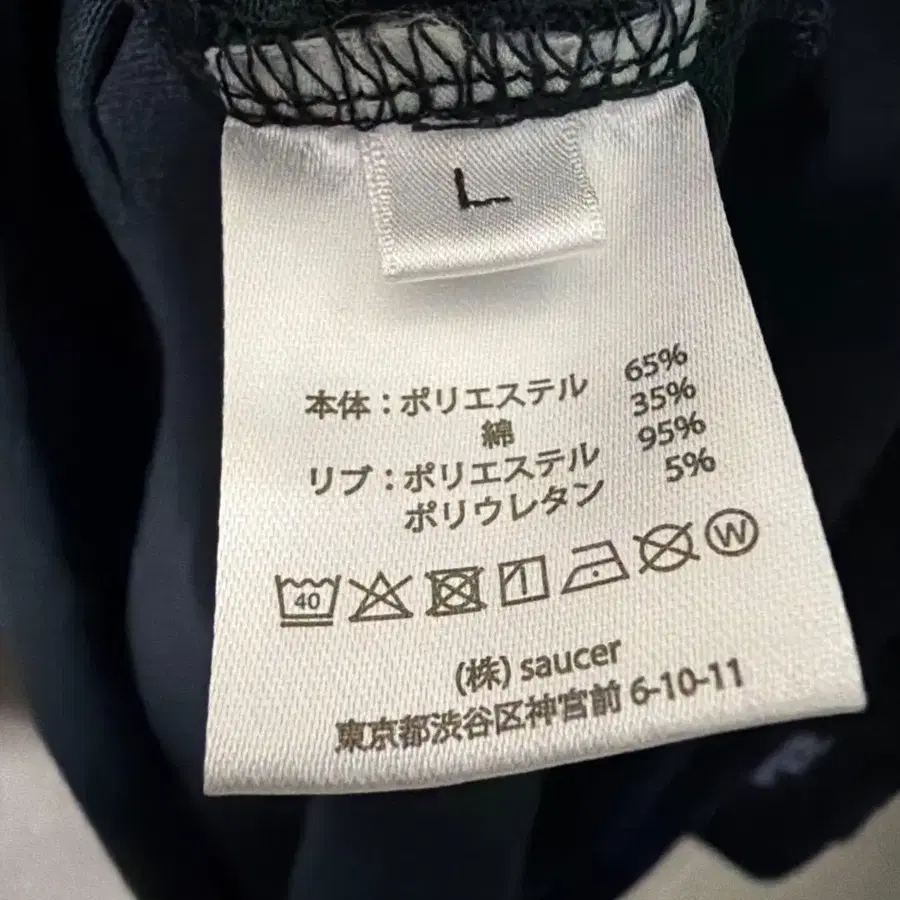 L
本体：ポリエステル 65%
綿 35%
リブ：ポリエステル 95%
ポリウレタン 5%
40 W
(株) saucer
東京都渋谷区神宮前 6-10-11